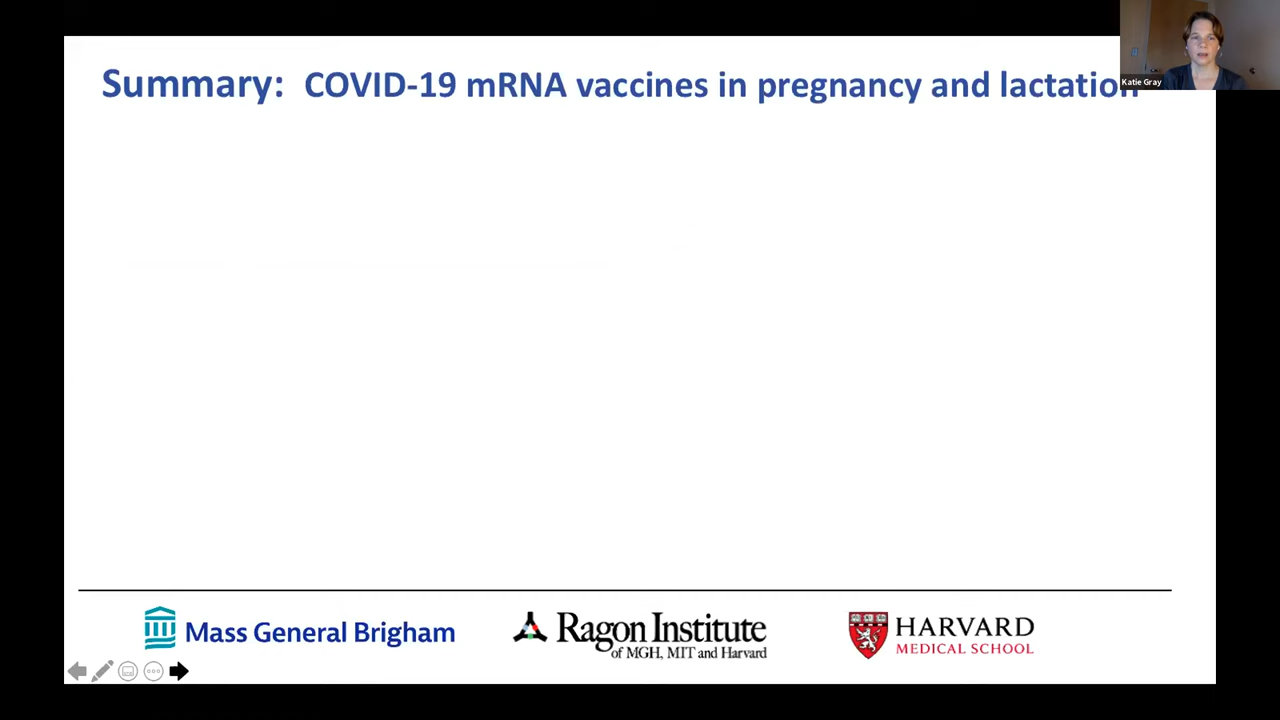 Summary: COVID-19 mRNA vaccines in pregnancy and lactation
Katie Gray
Mass General Brigham
Ragon Institute
of MGH, MIT and Harvard
HARVARD
MEDICAL SCHOOL